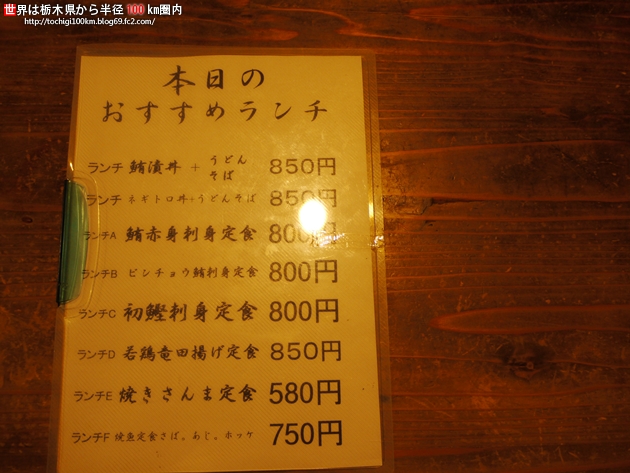 世界は栃木県から半径100km圏内
http://tochigi100km.blog69.fc2.com/
本日の
おすすめランチ
ランチ 鮪漬丼 + うどん そば 850円
ランチ ネギトロ丼+うどんそば 850円
ランチA 鮪赤身刺身定食 800円
ランチB ビンチョウ鮪刺身定食 800円
ランチC 初鰹刺身定食 800円
ランチD 若鶏竜田揚げ定食 850円
ランチE 焼きさんま定食 580円
ランチF 焼魚定食さば。あじ。ホッケ 750円